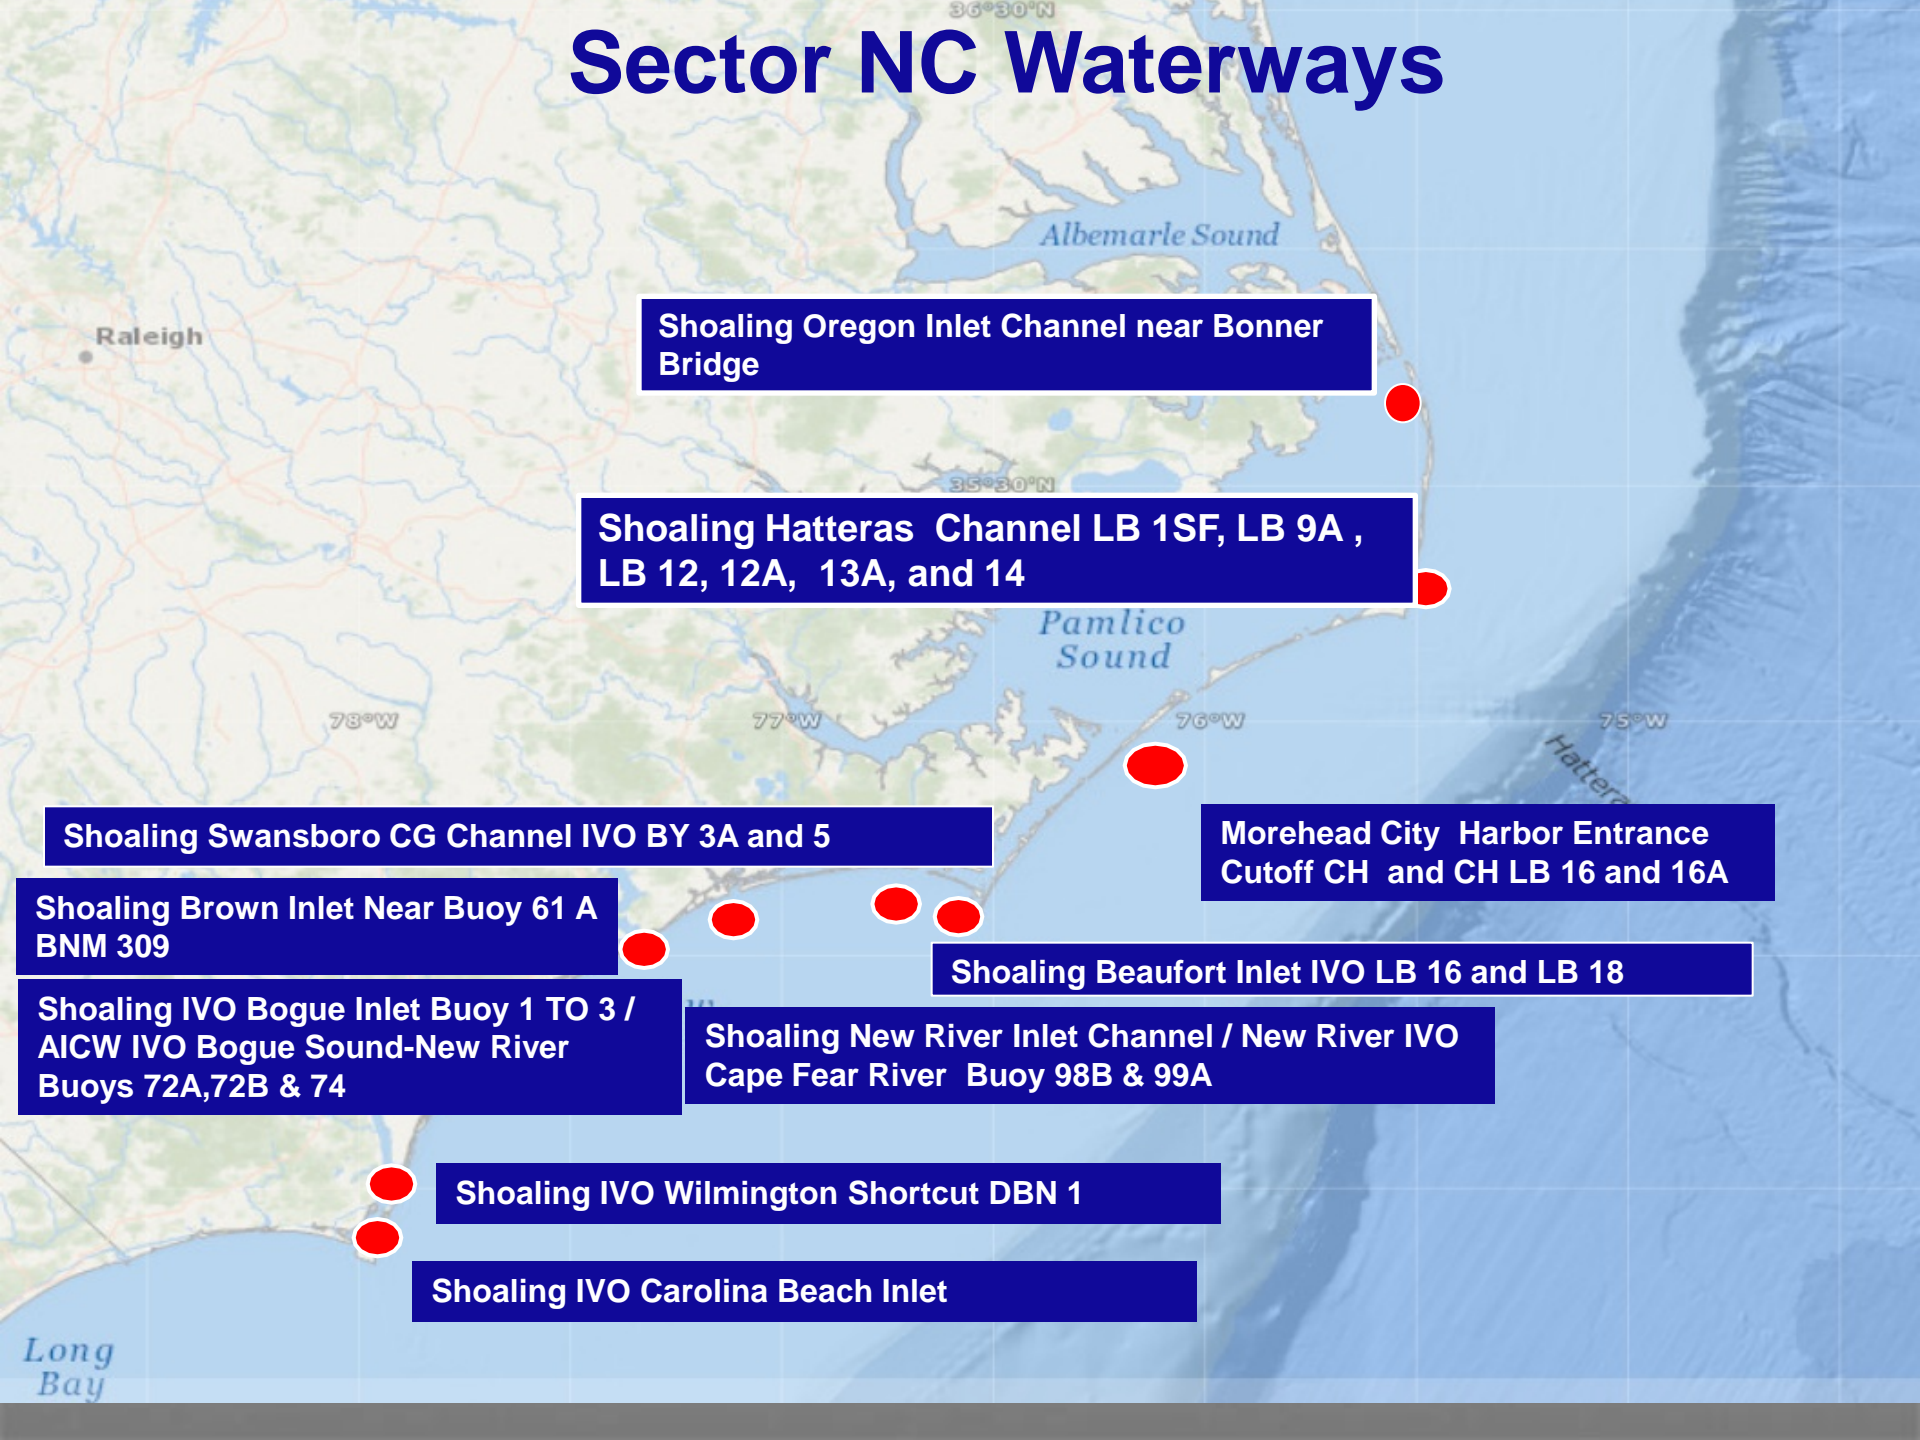 36°30'N
Sector NC Waterways
Albemarle Sound
Raleigh
Shoaling Oregon Inlet Channel near Bonner
Bridge
35°30'N
Shoaling Hatteras Channel LB 1SF, LB 9A ,
LB 12, 12A, 13A, and 14
Pamlico
Sound
78°W
77°W
76°W
75°W
Hattera
Shoaling Swansboro CG Channel IVO BY 3A and 5
Morehead City Harbor Entrance
Cutoff CH and CH LB 16 and 16A
Shoaling Brown Inlet Near Buoy 61 A
BNM 309
Shoaling Beaufort Inlet IVO LB 16 and LB 18
Shoaling IVO Bogue Inlet Buoy 1 TO 3 /
AICW IVO Bogue Sound-New River
Buoys 72A,72B & 74
Shoaling New River Inlet Channel / New River IVO
Cape Fear River Buoy 98B & 99A
Shoaling IVO Wilmington Shortcut DBN 1
Shoaling IVO Carolina Beach Inlet
Long
Bay